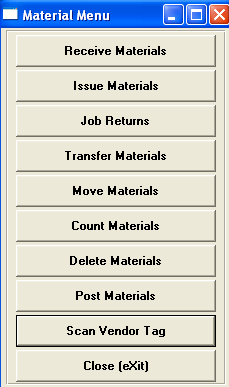 Material Menu
Receive Materials
Issue Materials
Job Returns
Transfer Materials
Move Materials
Count Materials
Delete Materials
Post Materials
Scan Vendor Tag
Close (eXit)